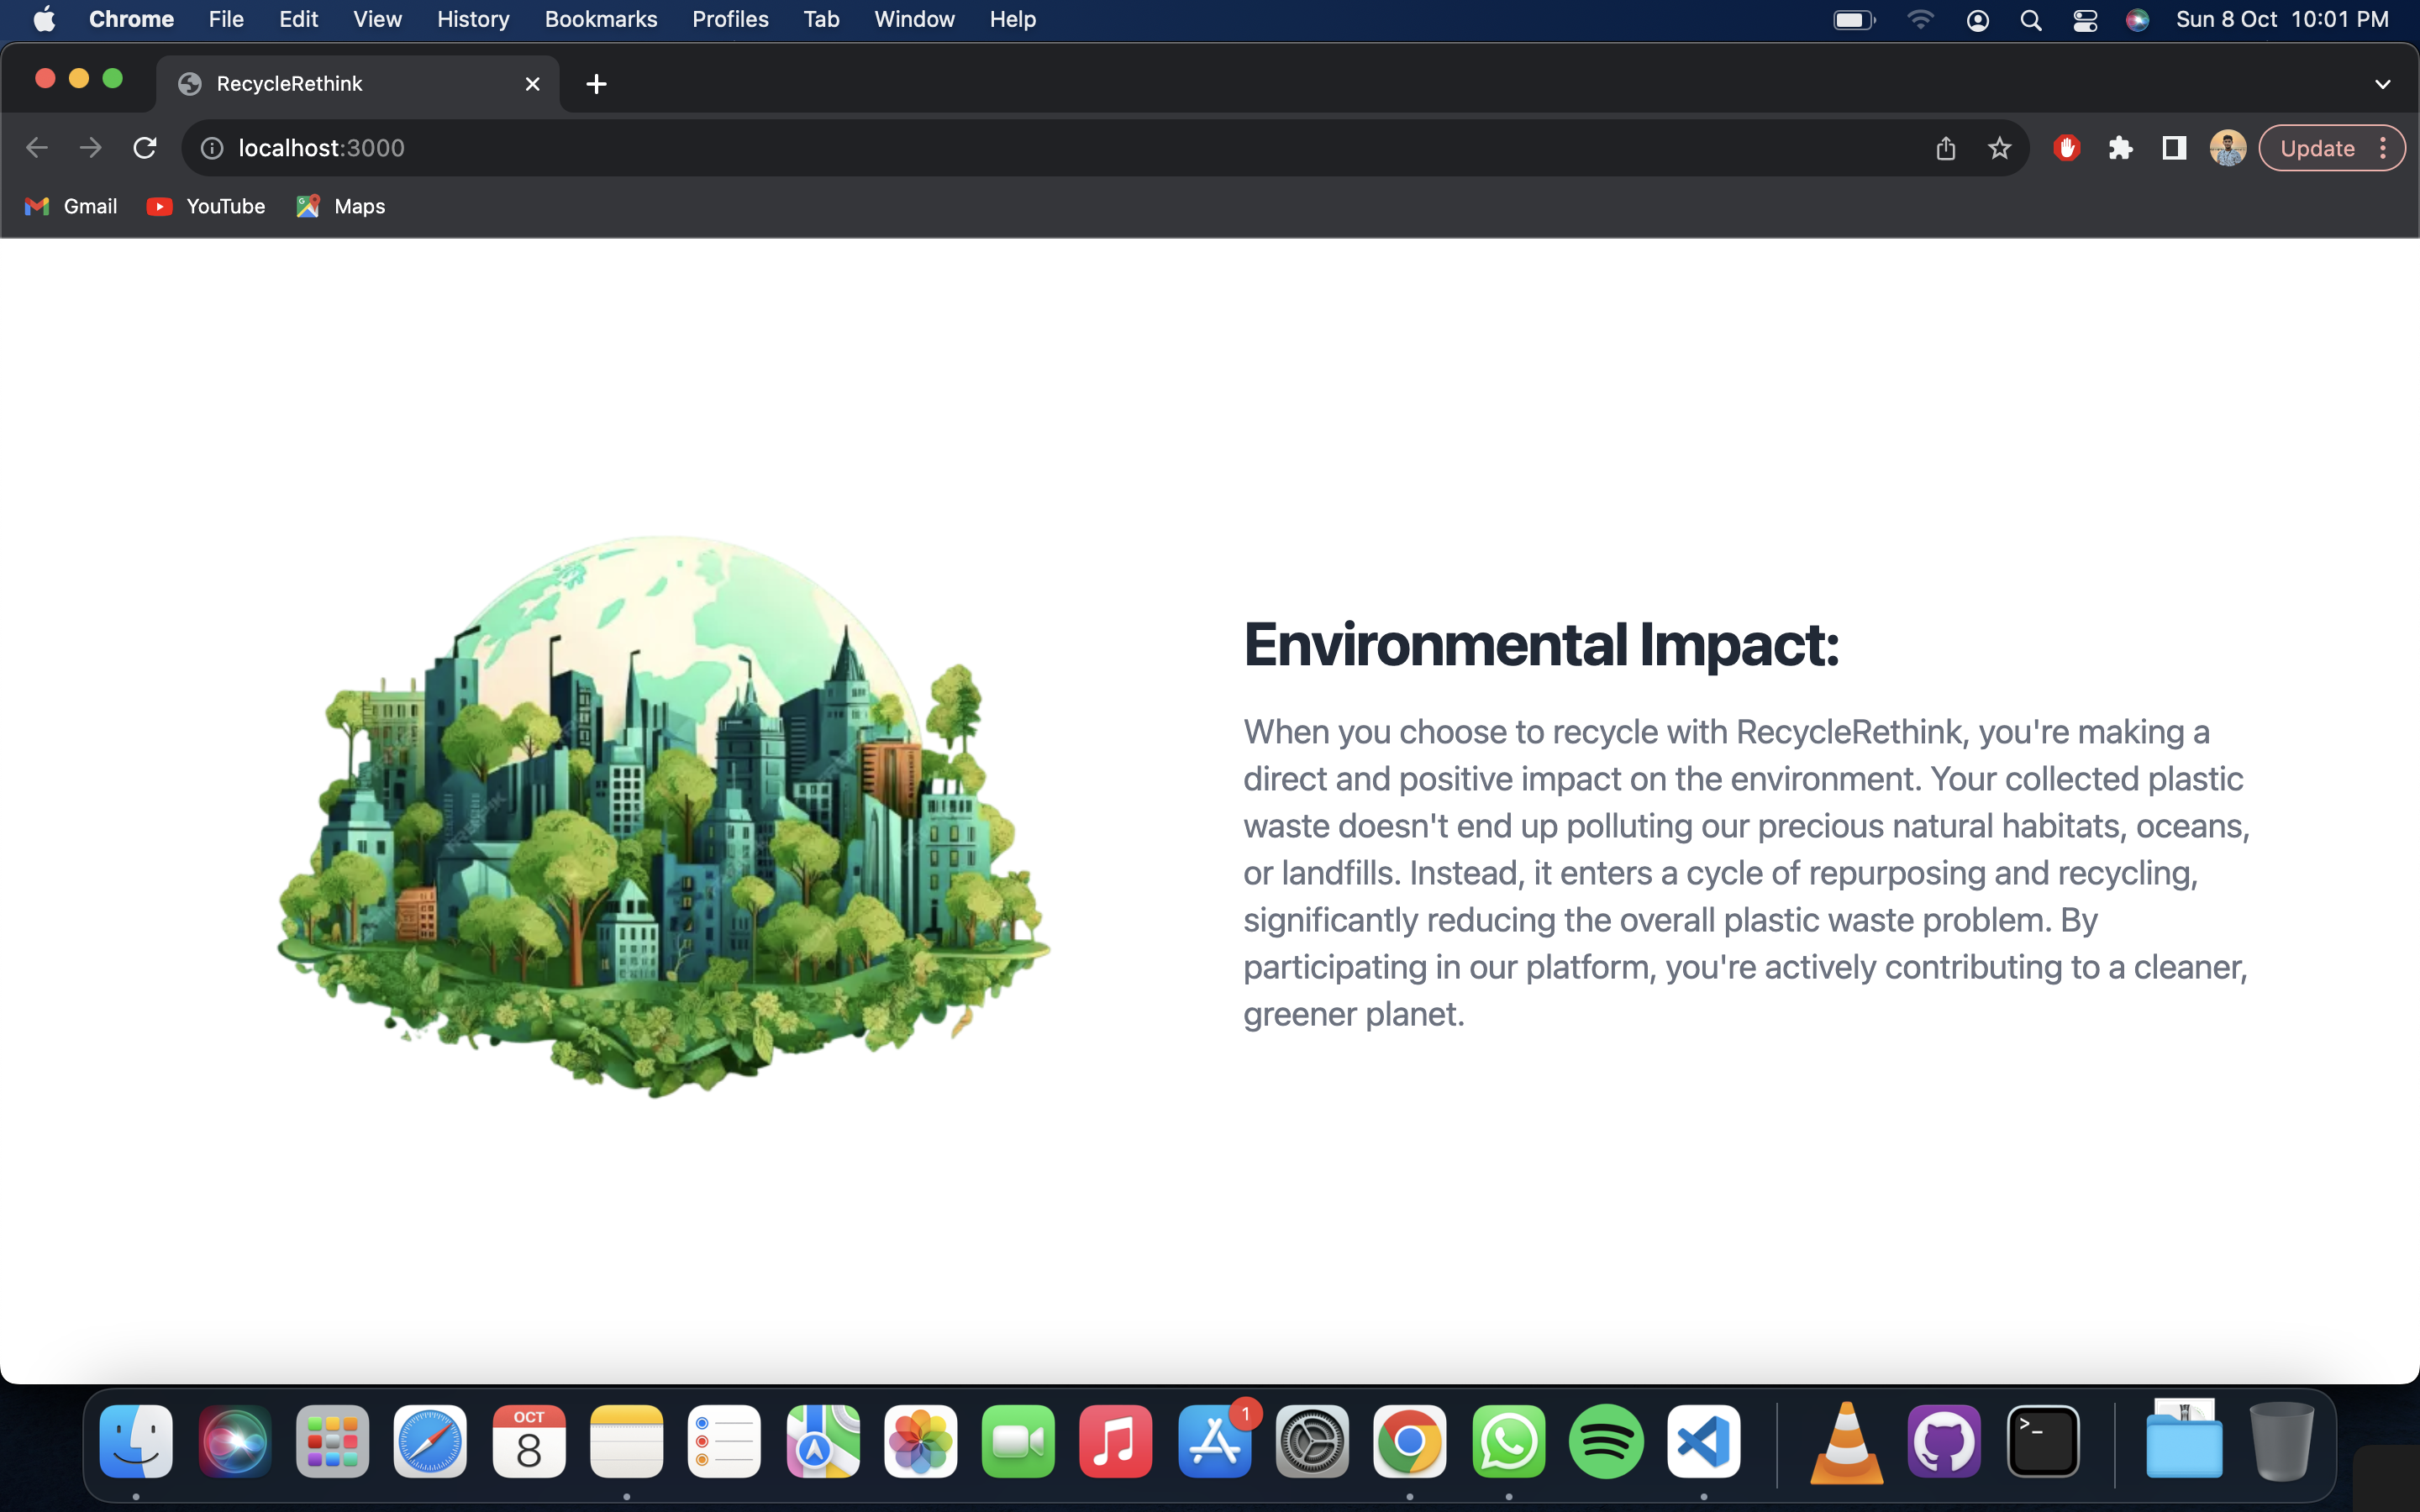 Chrome File Edit View History Bookmarks Profiles Tab Window Help Sun 8 Oct 10:01 PM
RecycleRethink
localhost:3000 Update
Gmail YouTube Maps
Environmental Impact:
When you choose to recycle with RecycleRethink, you're making a
direct and positive impact on the environment. Your collected plastic
waste doesn't end up polluting our precious natural habitats, oceans,
or landfills. Instead, it enters a cycle of repurposing and recycling,
significantly reducing the overall plastic waste problem. By
participating in our platform, you're actively contributing to a cleaner,
greener planet.
OCT
8
1
>_